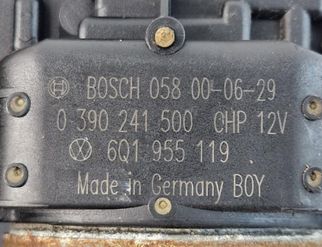 BOSCH 058 00-06-29
0 390 241 500 CHP 12V
6Q1 955 119
Made in Germany BOY